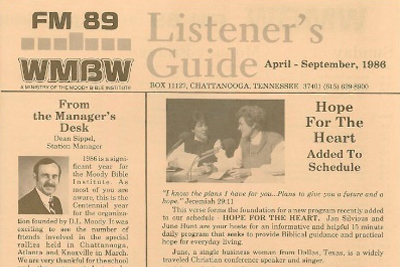 FM 89
WMBW
A MINISTRY OF THE MOODY BIBLE INSTITUTE
Listener's
Guide
April - September, 1986
BOX 11127, CHATTANOOGA, TENNESSEE 37401 (615) 629-8900
From
the Manager's
Desk
Dean Sippel,
Station Manager
1986 is a signi-
ficant year for
the Moody Bible
Institute. As
most of you are
aware, this is the
Centennial year
for the organiza-
tion founded by D.L. Moody. It was
exciting to see the number of
friends involved in the special
rallies held in Chattanooga,
Atlanta and Knoxville in March.
We are very thankful for the school
Hope
For The
Heart
Added To
Schedule
"I know the plans I have for you...Plans to give you a future and a
hope." Jeremiah 29:11
This verse forms the foundation for a new program recently added
to our schedule - HOPE FOR THE HEART. Jan Silvious and
June Hunt are your hosts for an informative and helpful 15 minute
daily program that seeks to provide Biblical guidance and practical
hope for everyday living.
June, a single business woman from Dallas, Texas, is a widely
traveled Christian conference speaker and singer.